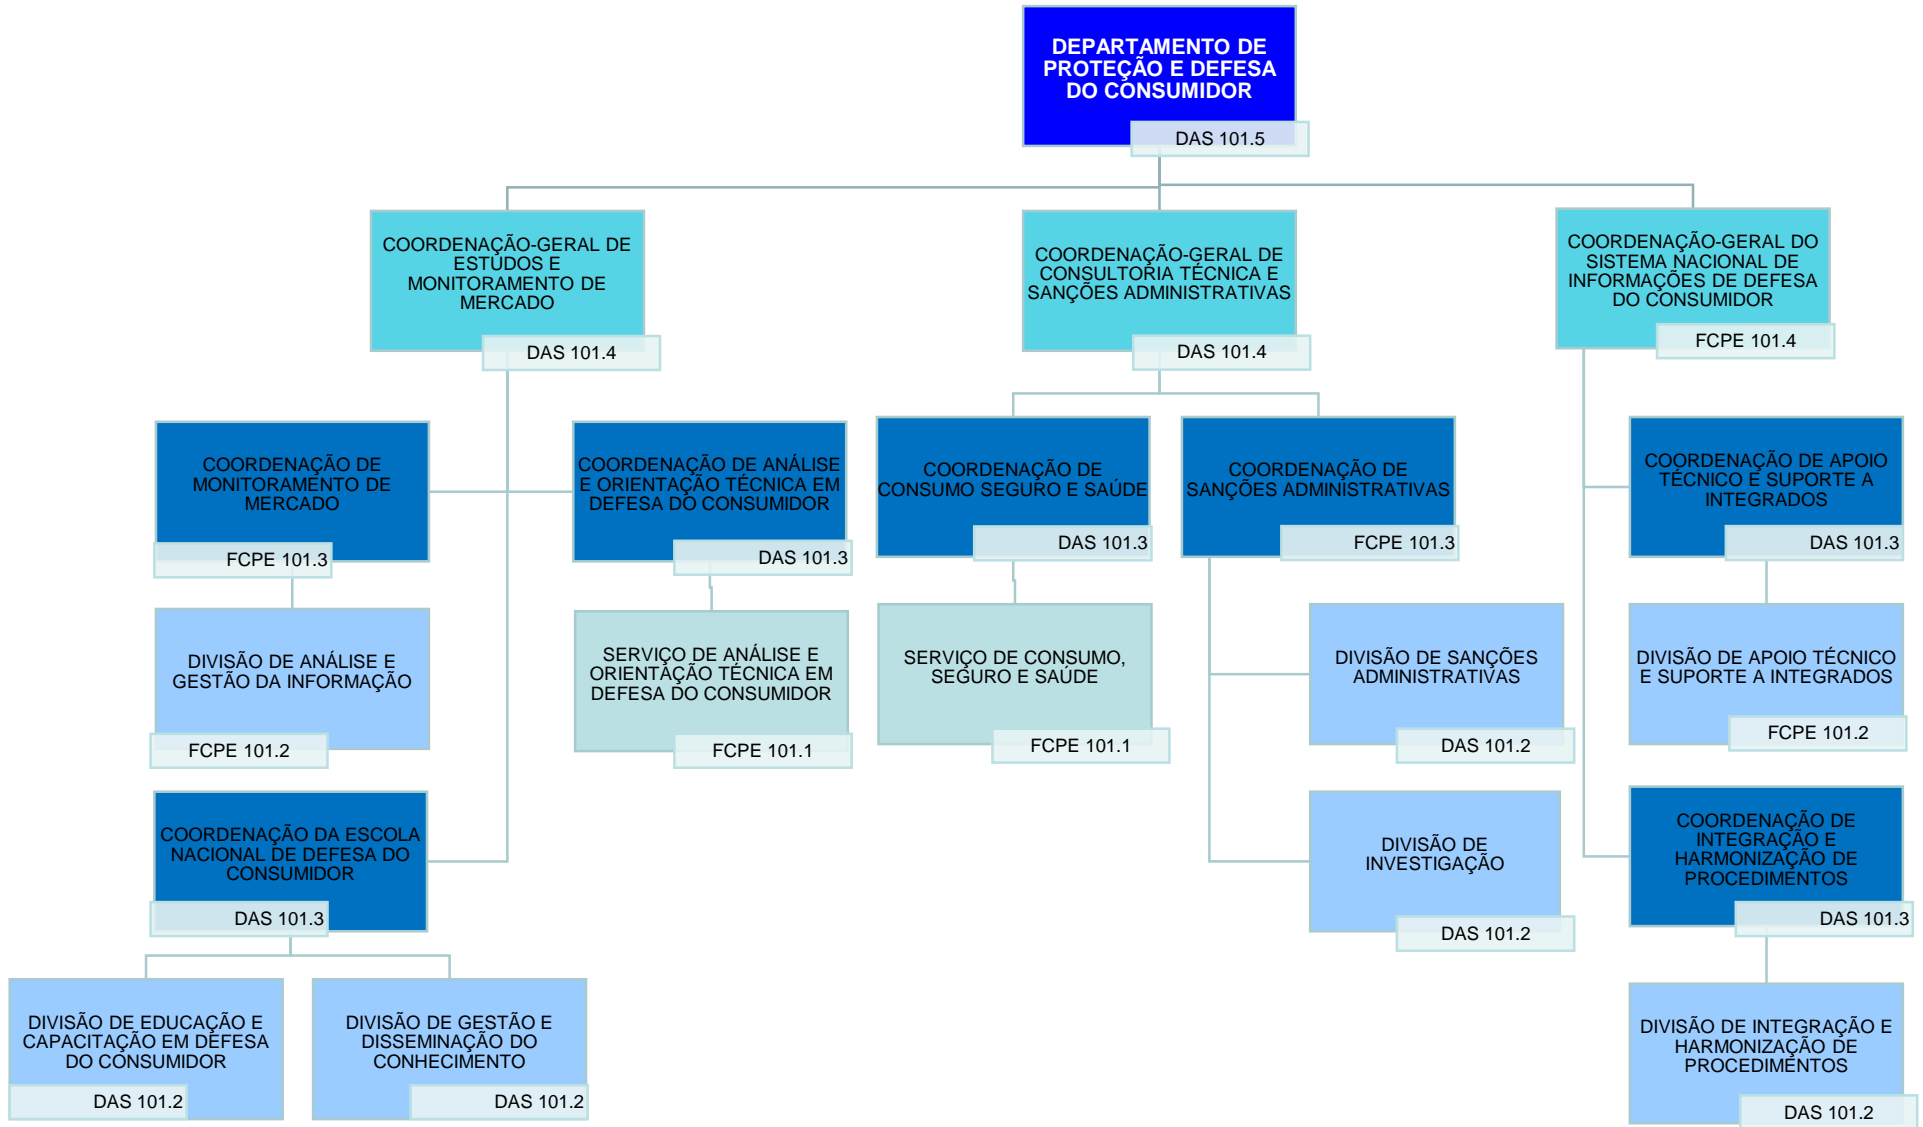 DEPARTAMENTO DE
PROTEÇÃO E DEFESA
DO CONSUMIDOR
DAS 101.5
COORDENAÇÃO-GERAL DE
ESTUDOS E
MONITORAMENTO DE
MERCADO
DAS 101.4
COORDENAÇÃO-GERAL DE
CONSULTORIA TÉCNICA E
SANÇÕES ADMINISTRATIVAS
DAS 101.4
COORDENAÇÃO-GERAL DO
SISTEMA NACIONAL DE
INFORMAÇÕES DE DEFESA
DO CONSUMIDOR
FCPE 101.4
COORDENAÇÃO DE
MONITORAMENTO DE
MERCADO
FCPE 101.3
COORDENAÇÃO DE ANÁLISE
E ORIENTAÇÃO TÉCNICA EM
DEFESA DO CONSUMIDOR
DAS 101.3
COORDENAÇÃO DE
CONSUMO SEGURO E SAÚDE
DAS 101.3
COORDENAÇÃO DE
SANÇÕES ADMINISTRATIVAS
FCPE 101.3
COORDENAÇÃO DE APOIO
TÉCNICO E SUPORTE A
INTEGRADOS
DAS 101.3
DIVISÃO DE ANÁLISE E
GESTÃO DA INFORMAÇÃO
FCPE 101.2
SERVIÇO DE ANÁLISE E
ORIENTAÇÃO TÉCNICA EM
DEFESA DO CONSUMIDOR
FCPE 101.1
SERVIÇO DE CONSUMO,
SEGURO E SAÚDE
FCPE 101.1
DIVISÃO DE SANÇÕES
ADMINISTRATIVAS
DAS 101.2
DIVISÃO DE APOIO TÉCNICO
E SUPORTE A INTEGRADOS
FCPE 101.2
COORDENAÇÃO DA ESCOLA
NACIONAL DE DEFESA DO
CONSUMIDOR
DAS 101.3
DIVISÃO DE
INVESTIGAÇÃO
DAS 101.2
COORDENAÇÃO DE
INTEGRAÇÃO E
HARMONIZAÇÃO DE
PROCEDIMENTOS
DAS 101.3
DIVISÃO DE EDUCAÇÃO E
CAPACITAÇÃO EM DEFESA
DO CONSUMIDOR
DAS 101.2
DIVISÃO DE GESTÃO E
DISSEMINAÇÃO DO
CONHECIMENTO
DAS 101.2
DIVISÃO DE INTEGRAÇÃO E
HARMONIZAÇÃO DE
PROCEDIMENTOS
DAS 101.2